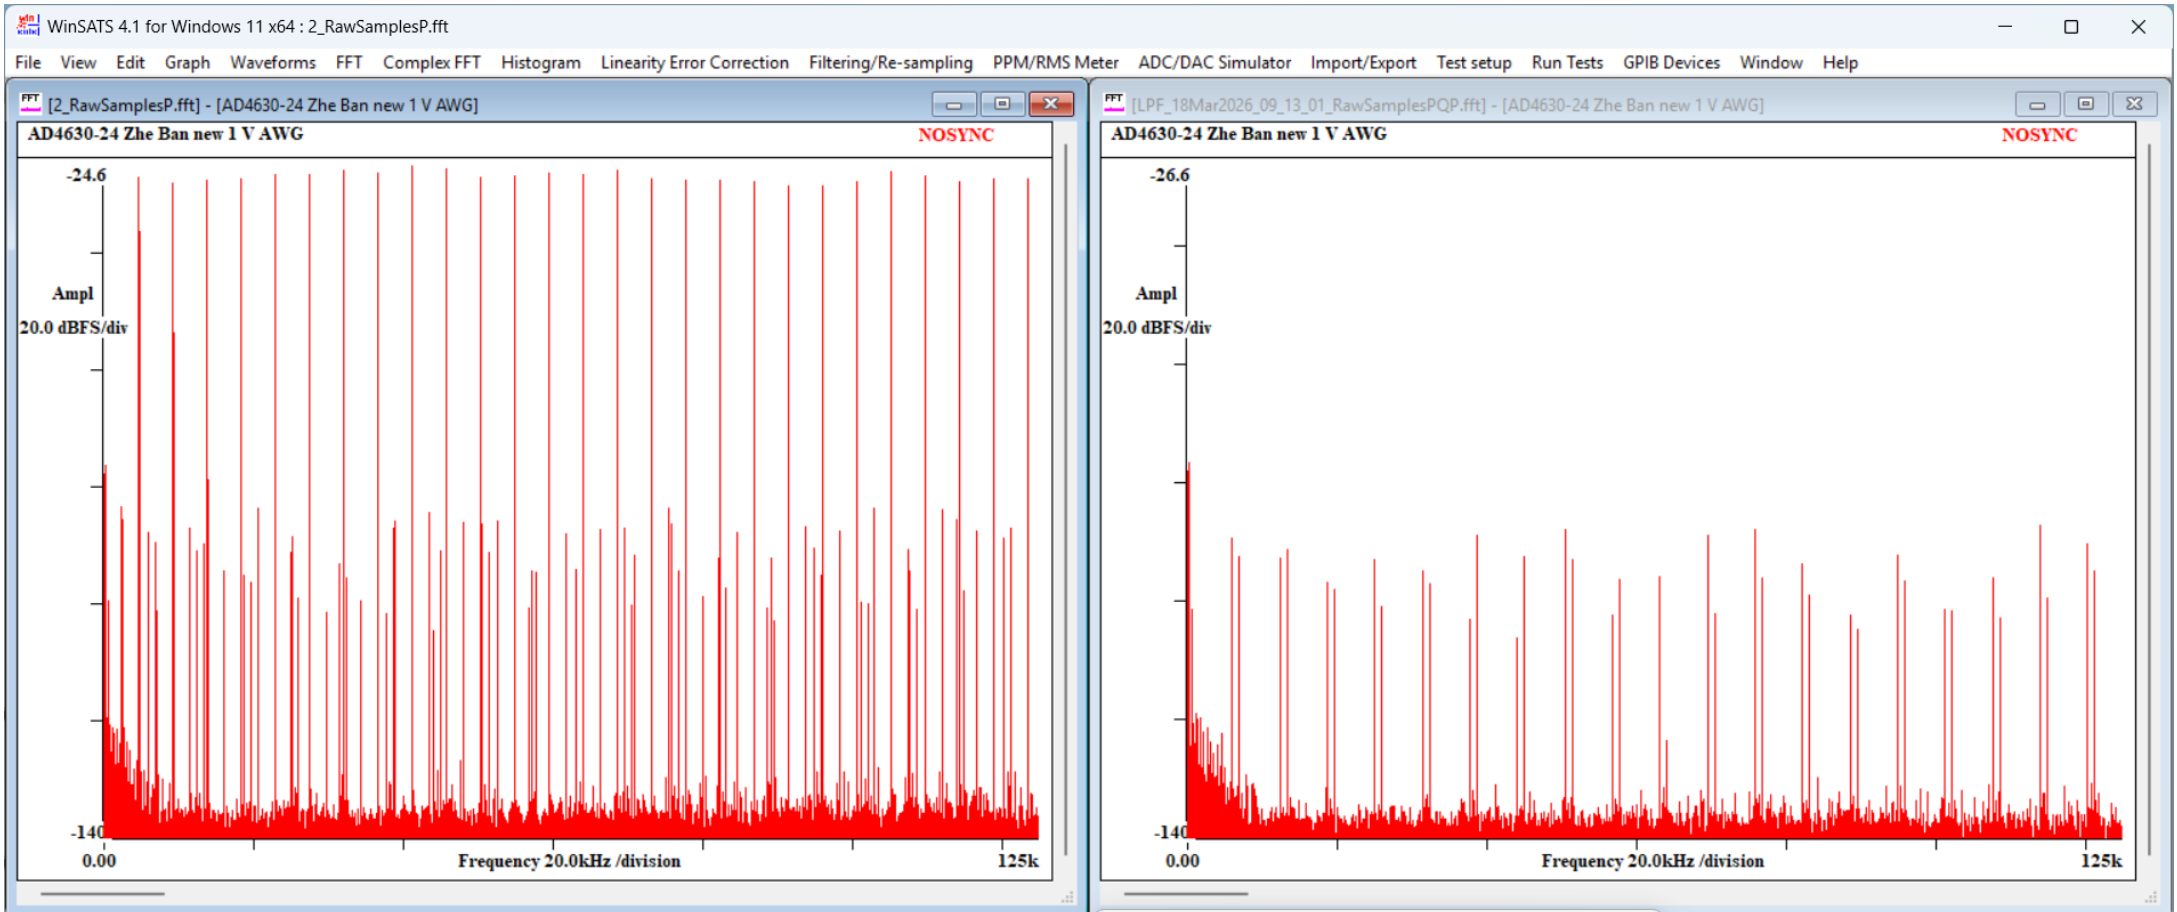 WinSATS 4.1 for Windows 11 x64 : 2_RawSamplesP.fft
File View Edit Graph Waveforms FFT Complex FFT Histogram Linearity Error Correction Filtering/Re-sampling PPM/RMS Meter ADC/DAC Simulator Import/Export Test setup Run Tests GPIB Devices Window Help
FFT [2_RawSamplesP.fft] - [AD4630-24 Zhe Ban new 1 V AWG]
AD4630-24 Zhe Ban new 1 V AWG NOSYNC
-24.6
Ampl
20.0 dBFS/div
-140
0.00 Frequency 20.0kHz /division 125k
FFT [LPF_18Mar2026_09_13_01_RawSamplesPQP.fft] - [AD4630-24 Zhe Ban new 1 V AWG]
AD4630-24 Zhe Ban new 1 V AWG NOSYNC
-26.6
Ampl
20.0 dBFS/div
-140
0.00 Frequency 20.0kHz /division 125k